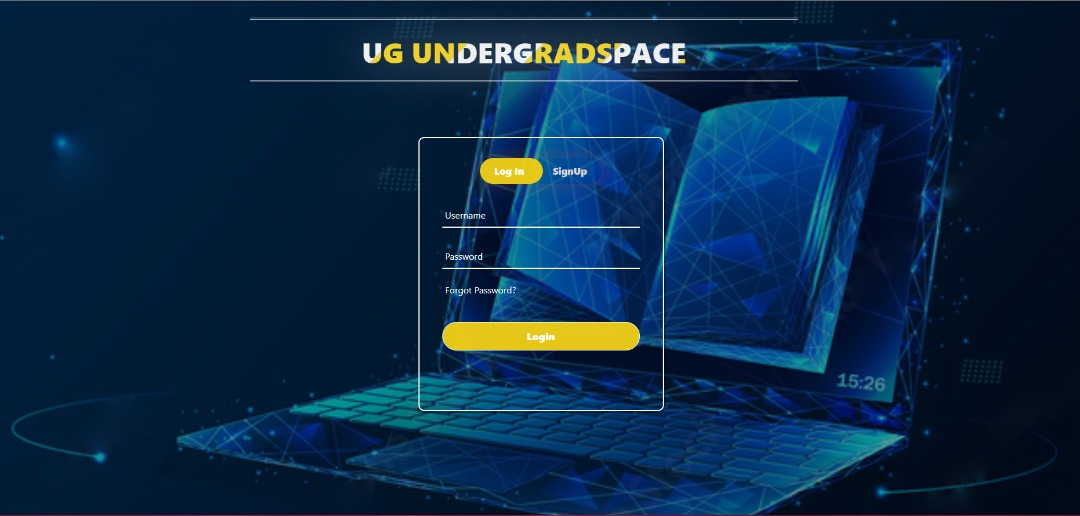 UG UNDERGRADSPACE
Log In SignUp
Username
Password
Forgot Password?
Login
15:26